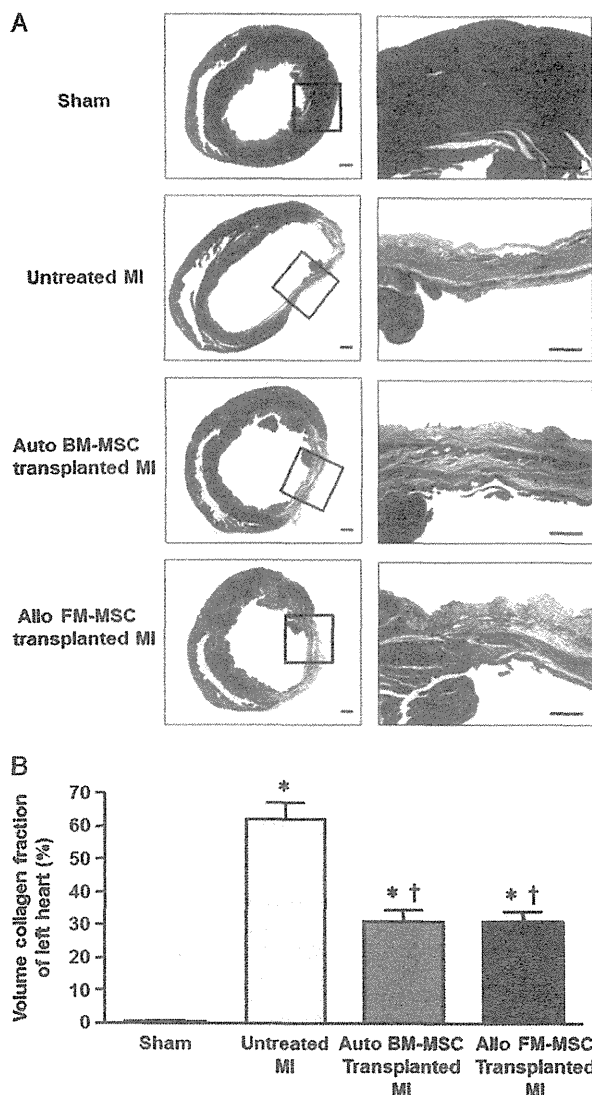 A
Sham
Untreated MI
Auto BM-MSC
transplanted MI
Allo FM-MSC
transplanted MI
B
Volume collagen fraction
of left heart (%)
70
60
50
40
30
20
10
0
*
* †
* †
Sham
Untreated
MI
Auto BM-MSC
Transplanted
MI
Allo FM-MSC
Transplanted
MI